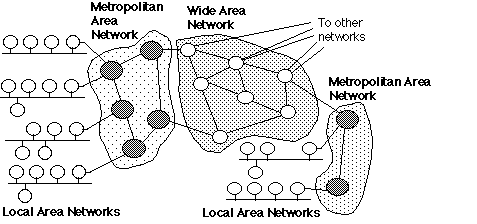 Metropolitan
Area
Network
Wide Area
Network
To other
networks
Metropolitan Area
Network
Local Area Networks
Local Area Networks